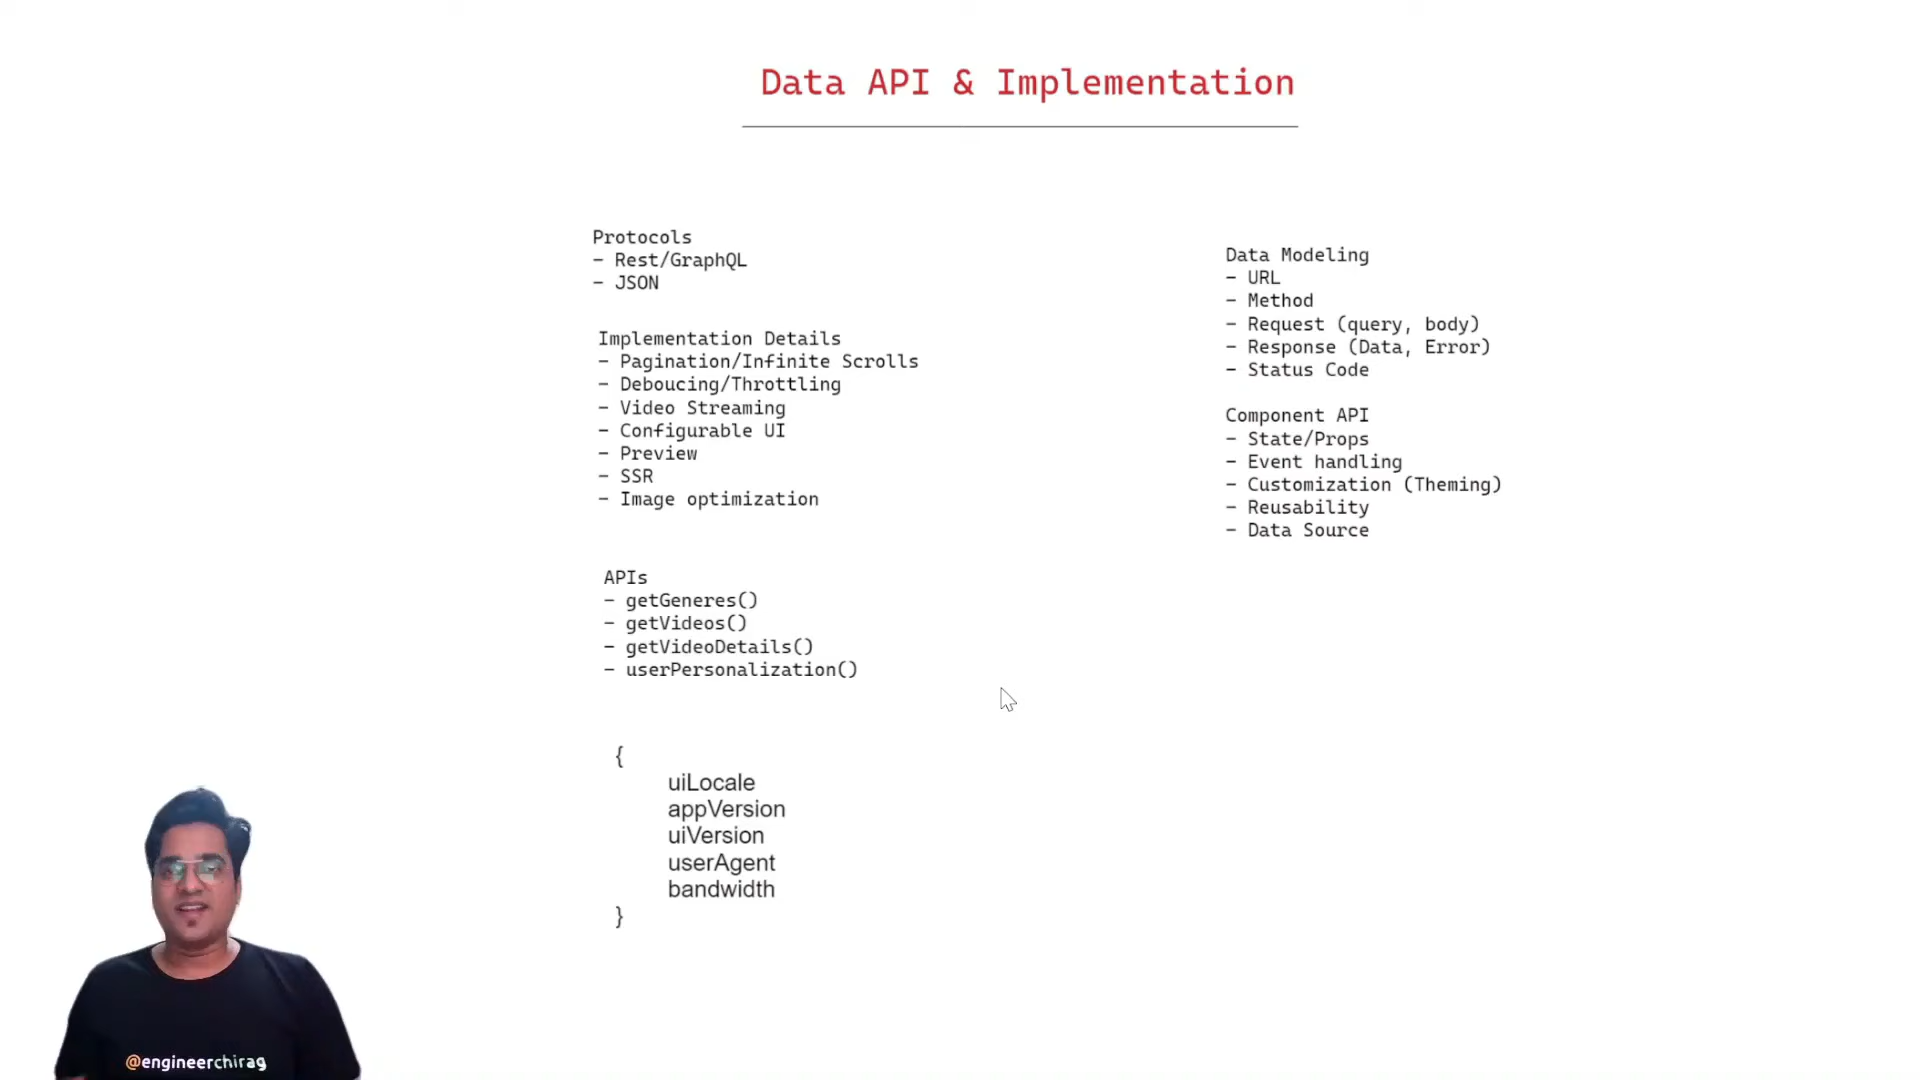 Data API & Implementation
Protocols
- Rest/GraphQL
- JSON
Implementation Details
- Pagination/Infinite Scrolls
- Deboucing/Throttling
- Video Streaming
- Configurable UI
- Preview
- SSR
- Image optimization
APIs
- getGeneres()
- getVideos()
- getVideoDetails()
- userPersonalization()
{
uiLocale
appVersion
uiVersion
userAgent
bandwidth
}
Data Modeling
- URL
- Method
- Request (query, body)
- Response (Data, Error)
- Status Code
Component API
- State/Props
- Event handling
- Customization (Theming)
- Reusability
- Data Source
@engineerchirag